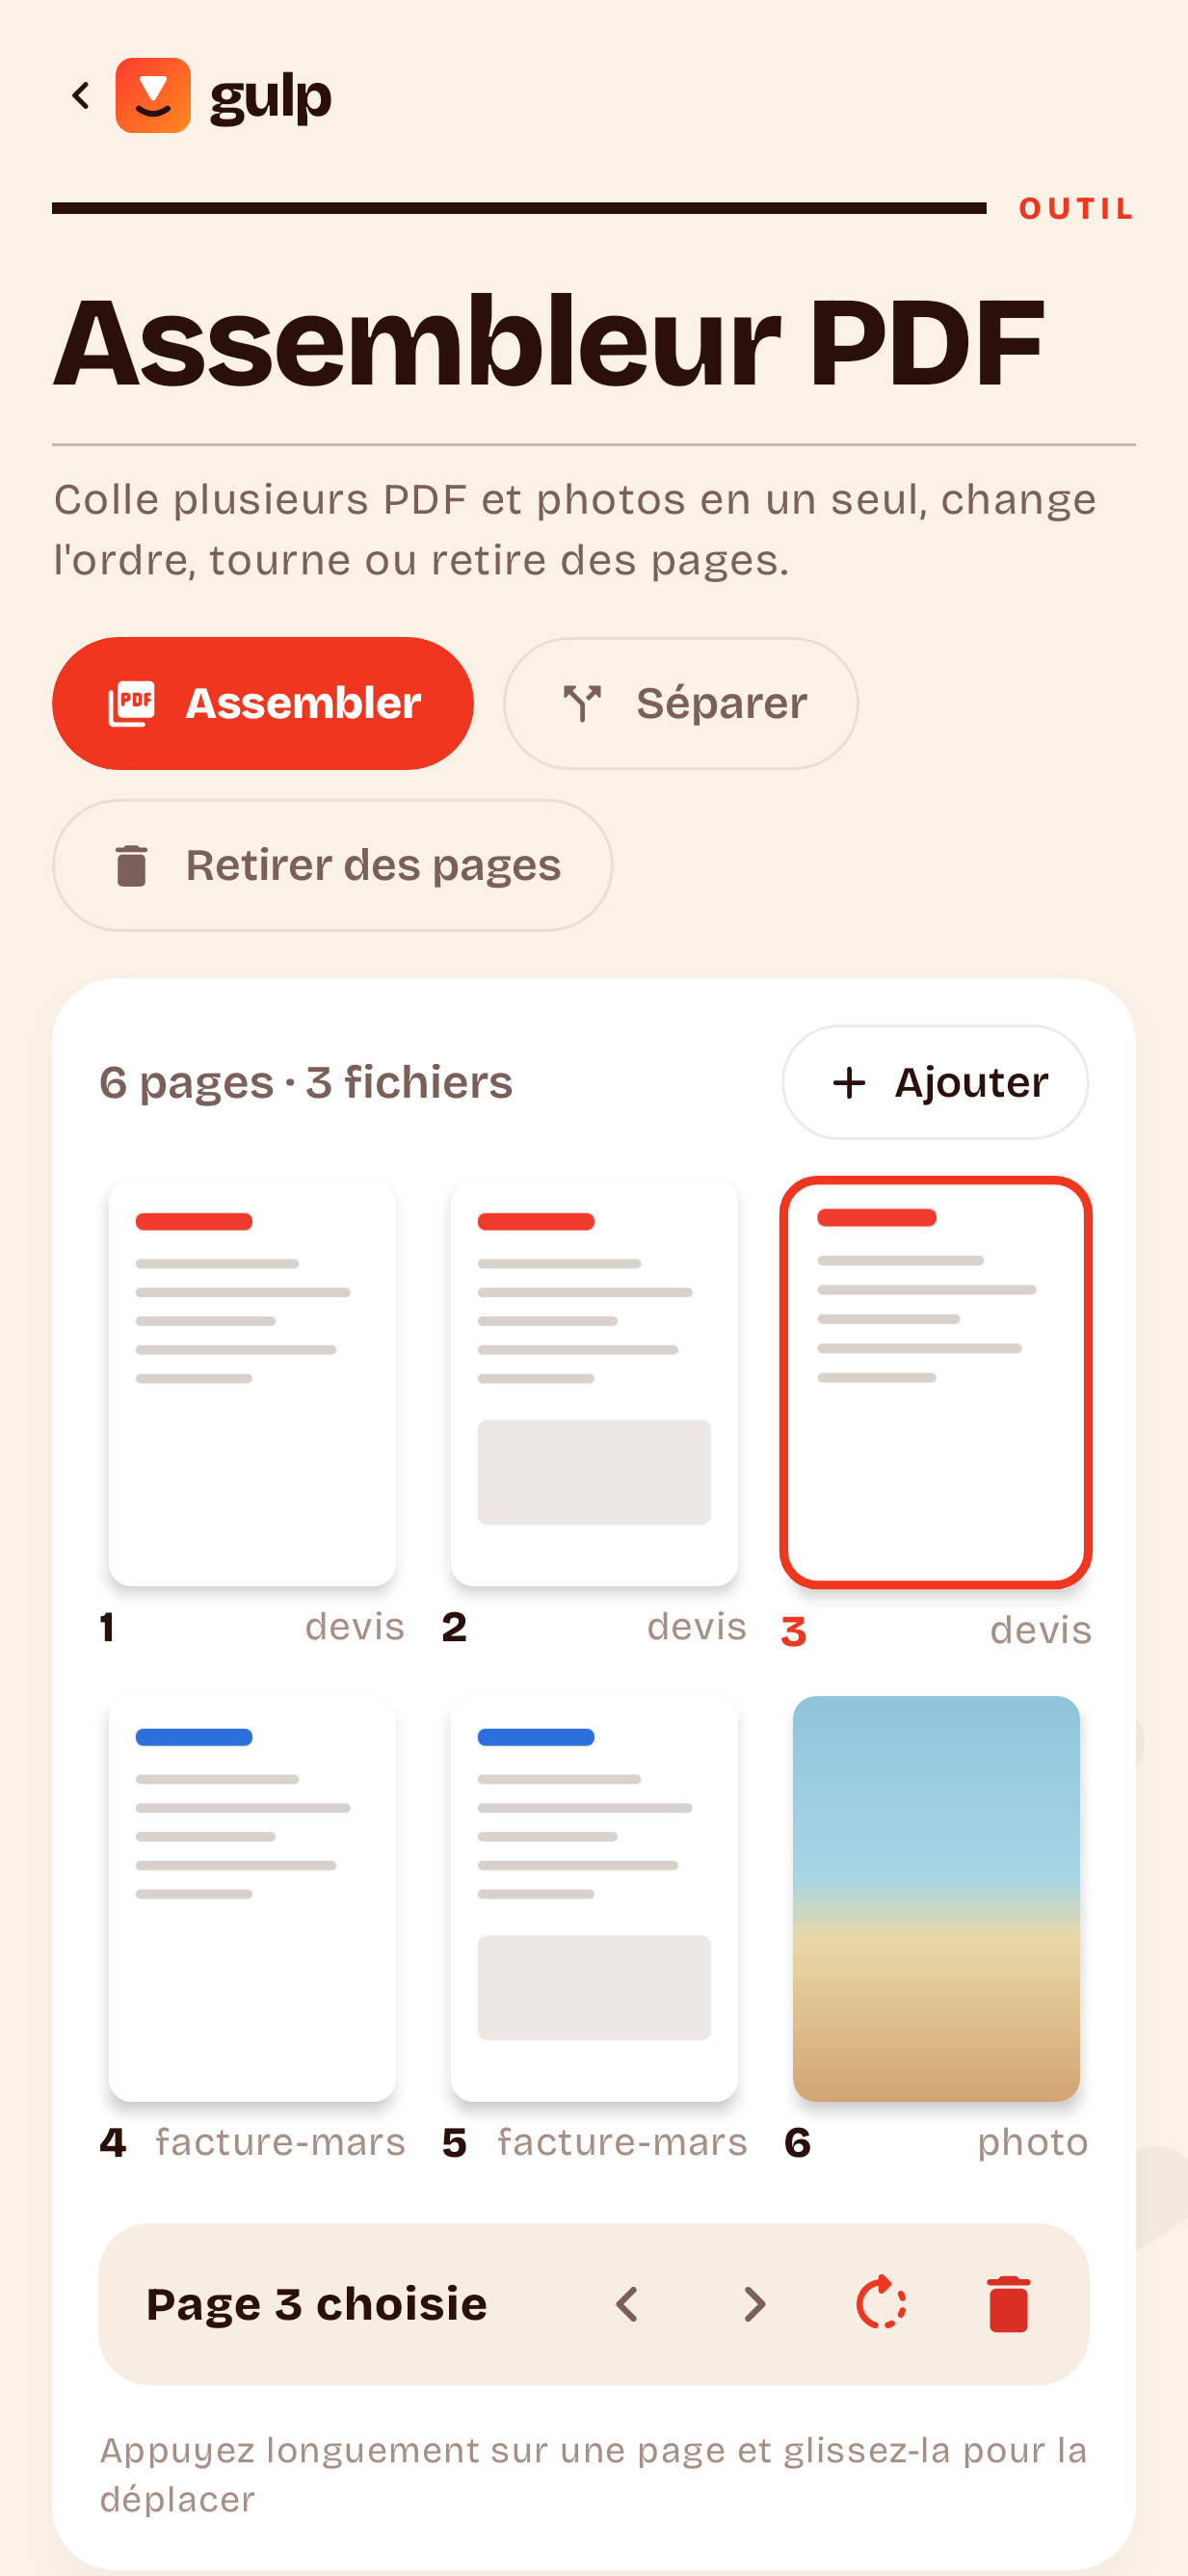 gulp
OUTIL
Assembleur PDF
Colle plusieurs PDF et photos en un seul, change
l'ordre, tourne ou retire des pages.
PDF Assembler
Séparer
Retirer des pages
6 pages · 3 fichiers
+ Ajouter
1 devis
2 devis
3 devis
4 facture-mars
5 facture-mars
6 photo
Page 3 choisie
Appuyez longuement sur une page et glissez-la pour la
déplacer